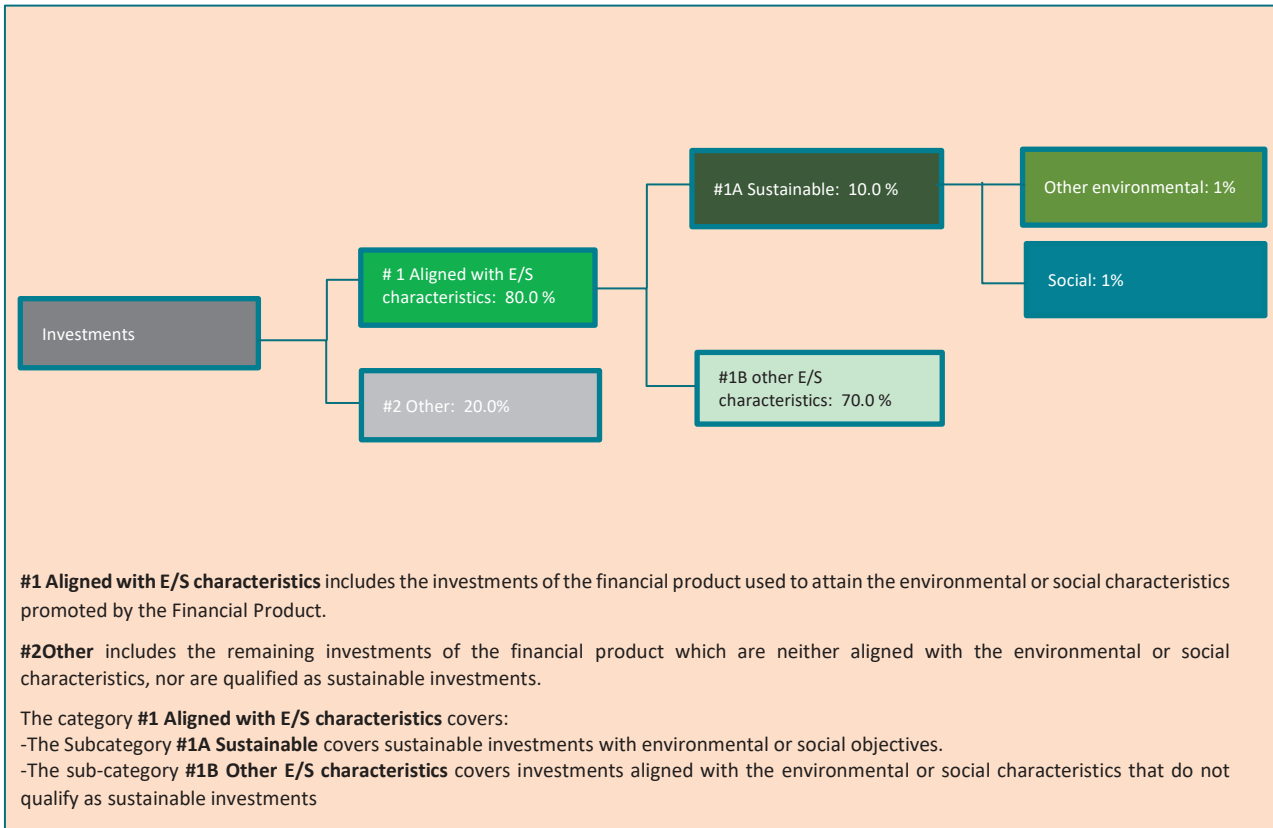 #1A Sustainable: 10.0 %
Other environmental: 1%
# 1 Aligned with E/S
characteristics: 80.0 %
Social: 1%
Investments
#1B other E/S
characteristics: 70.0 %
#2 Other: 20.0%
#1 Aligned with E/S characteristics includes the investments of the financial product used to attain the environmental or social characteristics
promoted by the Financial Product.
#2Other includes the remaining investments of the financial product which are neither aligned with the environmental or social
characteristics, nor are qualified as sustainable investments.
The category #1 Aligned with E/S characteristics covers:
-The Subcategory #1A Sustainable covers sustainable investments with environmental or social objectives.
-The sub-category #1B Other E/S characteristics covers investments aligned with the environmental or social characteristics that do not
qualify as sustainable investments